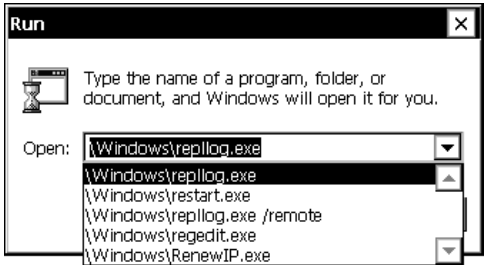 Run
Type the name of a program, folder, or
document, and Windows will open it for you.
Open: \Windows\repllog.exe
\Windows\repllog.exe
\Windows\restart.exe
\Windows\repllog.exe /remote
\Windows\regedit.exe
\Windows\RenewIP.exe